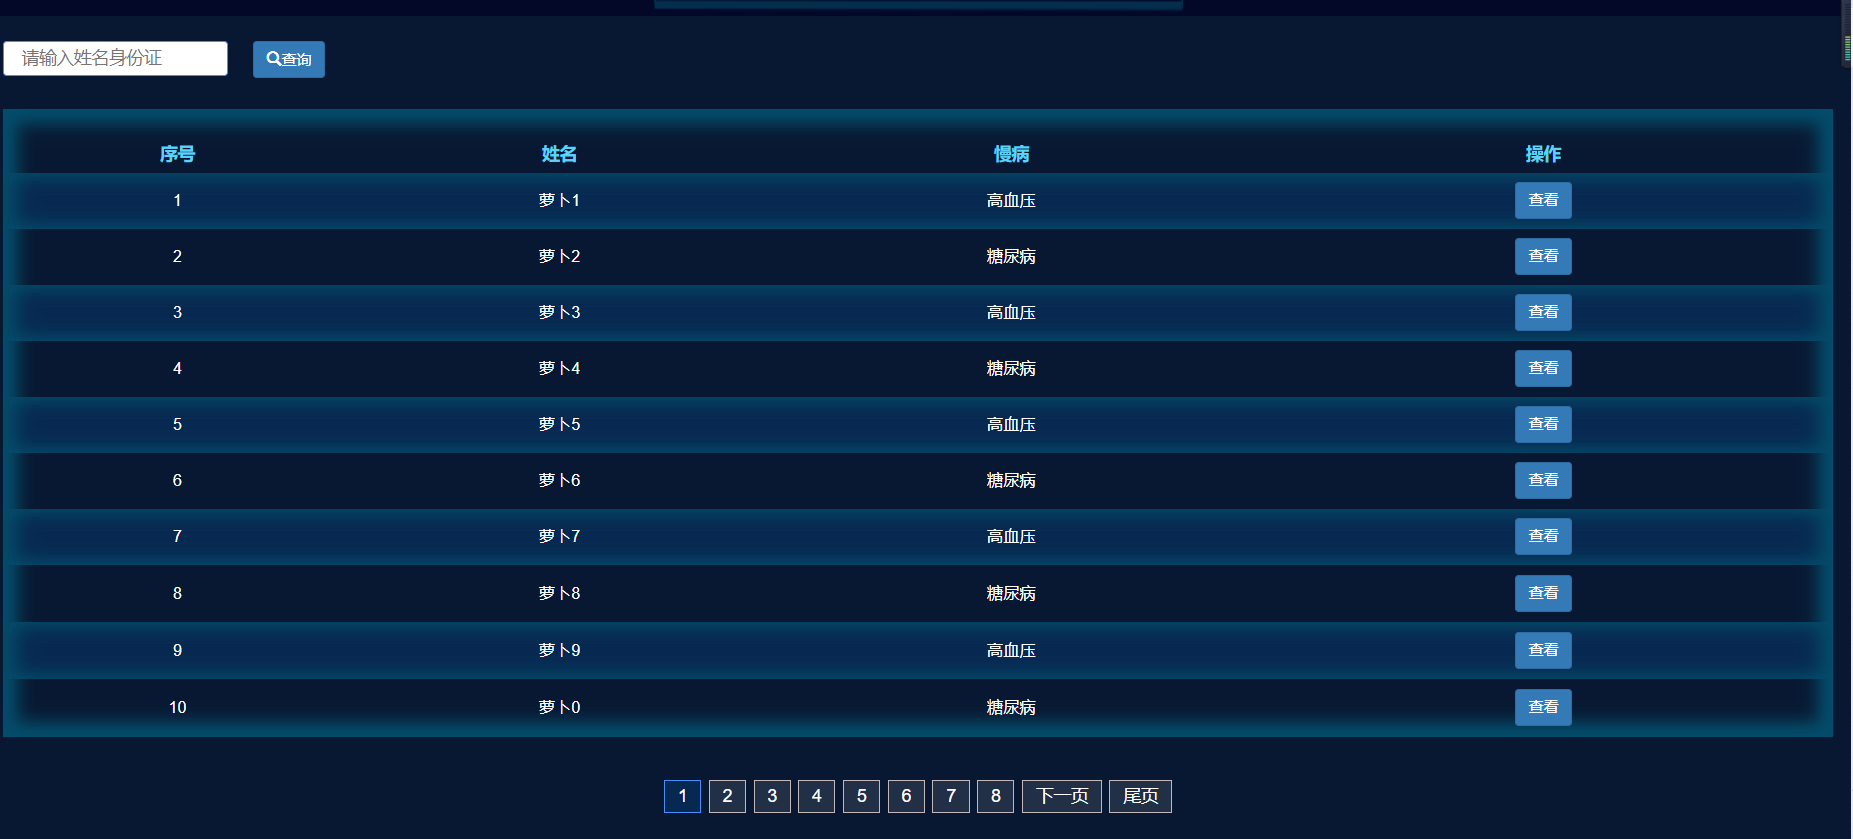 请输入姓名身份证 查询
序号 姓名 慢病 操作
1 萝卜1 高血压 查看
2 萝卜2 糖尿病 查看
3 萝卜3 高血压 查看
4 萝卜4 糖尿病 查看
5 萝卜5 高血压 查看
6 萝卜6 糖尿病 查看
7 萝卜7 高血压 查看
8 萝卜8 糖尿病 查看
9 萝卜9 高血压 查看
10 萝卜0 糖尿病 查看
1 2 3 4 5 6 7 8 下一页 尾页